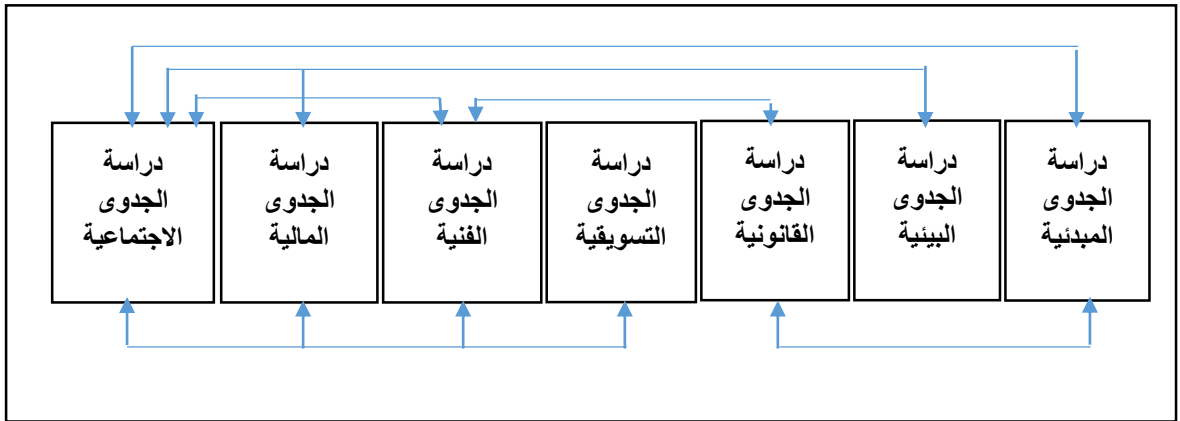 دراسة
الجدوى
المبدئية
دراسة
الجدوى
البيئية
دراسة
الجدوى
القانونية
دراسة
الجدوى
التسويقية
دراسة
الجدوى
الفنية
دراسة
الجدوى
المالية
دراسة
الجدوى
الاجتماعية